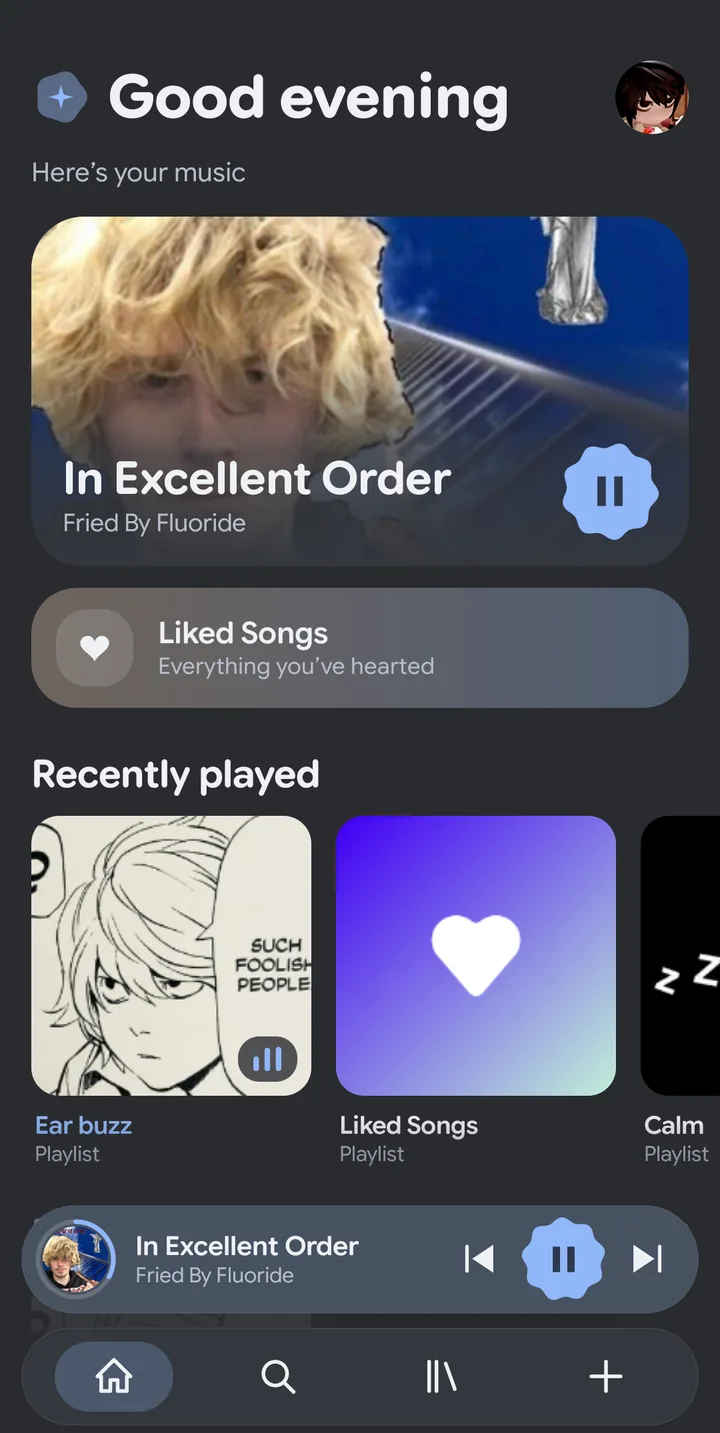 Good evening
Here’s your music
In Excellent Order
Fried By Fluoride
Liked Songs
Everything you’ve hearted
Recently played
?
SUCH
FOOLISH
PEOPLE
z z
Ear buzz
Playlist
Liked Songs
Playlist
Calm
Playlist
In Excellent Order
Fried By Fluoride